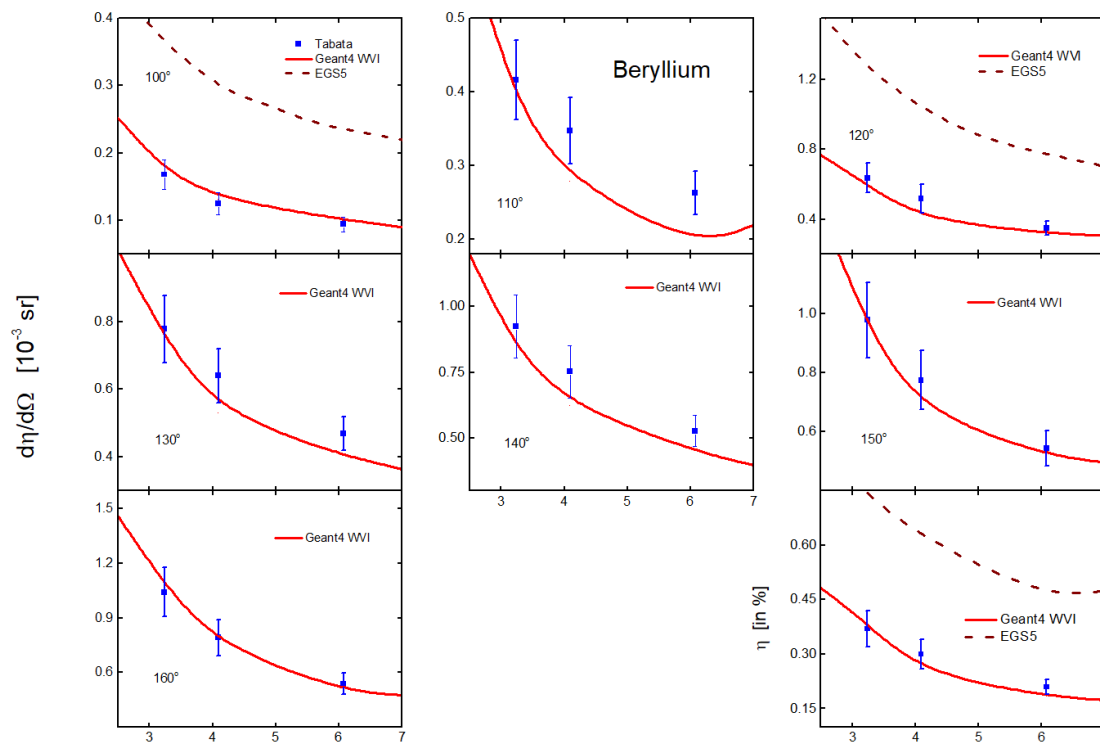 0.4
0.3
0.2
0.1
Tabata
Geant4 WVI
EGS5
100°
0.5
0.4
0.3
0.2
Beryllium
110°
1.2
0.8
0.4
Geant4 WVI
EGS5
120°
dη/dΩ [10⁻³ sr]
0.8
0.6
0.4
Geant4 WVI
130°
1.00
0.75
0.50
Geant4 WVI
140°
3 4 5 6 7
1.0
0.8
0.6
Geant4 WVI
150°
1.5
1.2
0.9
0.6
Geant4 WVI
160°
3 4 5 6 7
η [in %]
0.60
0.45
0.30
0.15
Geant4 WVI
EGS5
3 4 5 6